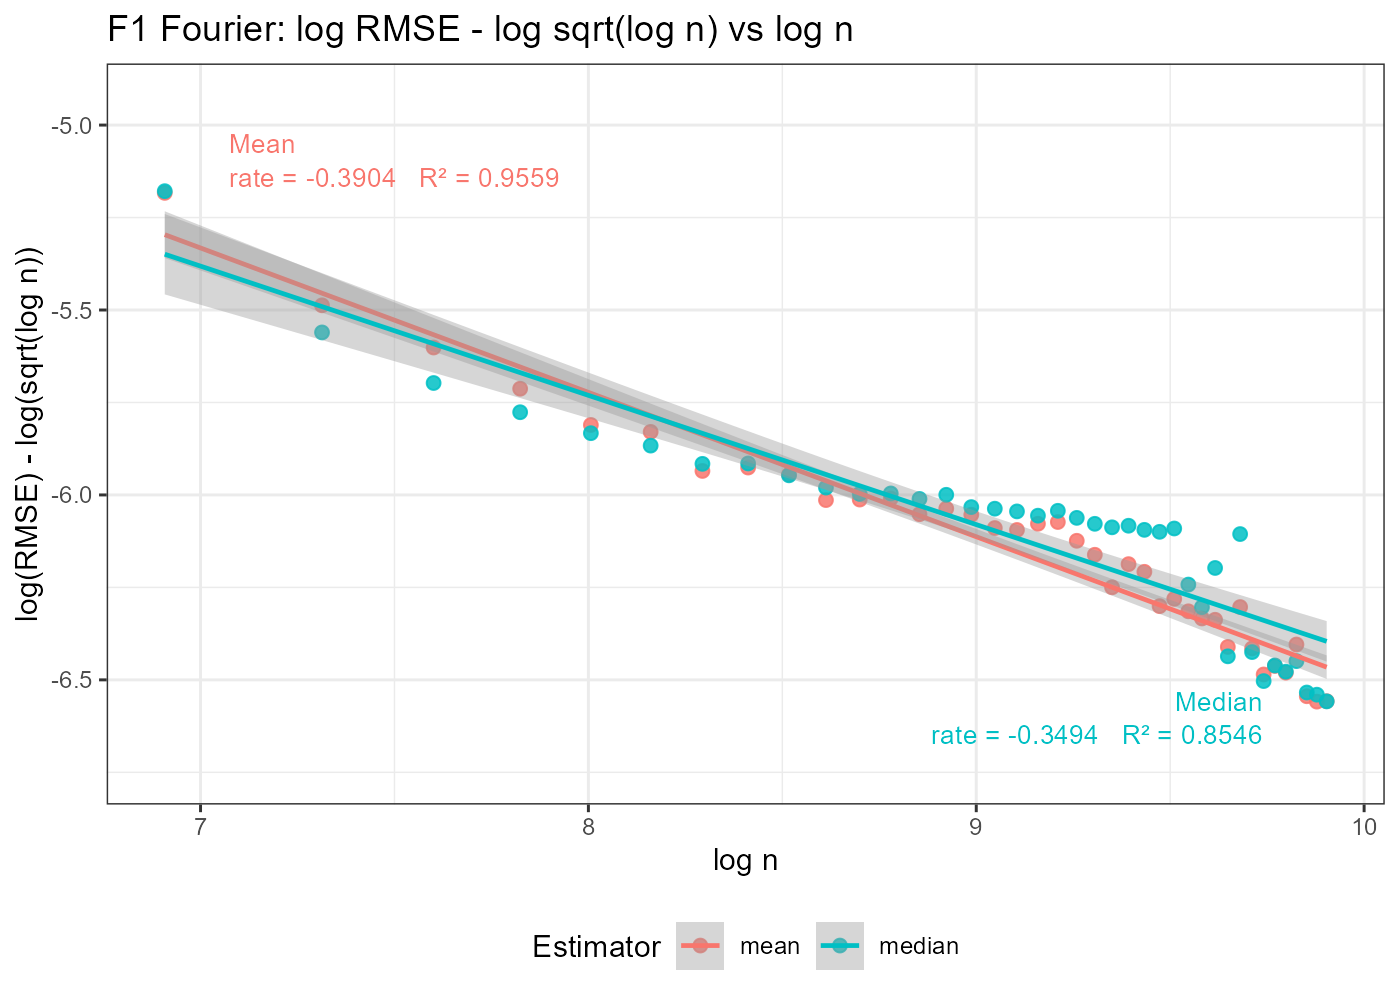 F1 Fourier: log RMSE - log sqrt(log n) vs log n
log(RMSE) - log(sqrt(log n))
-5.0
-5.5
-6.0
-6.5
Mean
rate = -0.3904   R² = 0.9559
Median
rate = -0.3494   R² = 0.8546
7
8
9
10
log n
Estimator
mean
median